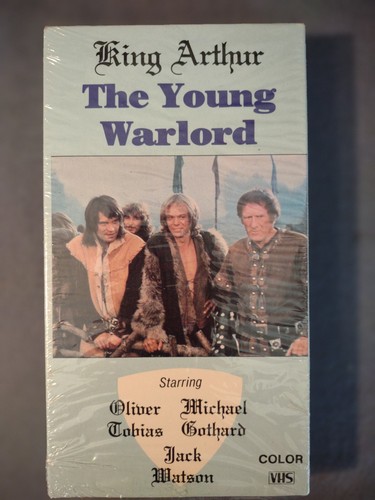 King Arthur
The Young
Warlord
Starring
Oliver Michael
Tobias Gothard
Jack
Watson
COLOR
VHS